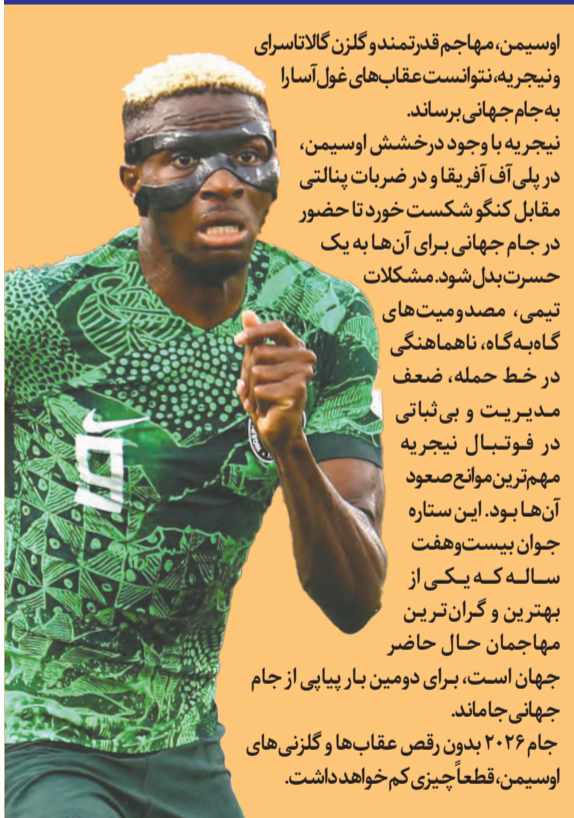 اوسیمن، مهاجم قدرتمند و گلزن گالاتاسرای
و نیجریه، نتوانست عقاب‌های غول‌آسا را
به جام جهانی برساند.
نیجریه با وجود درخشش اوسیمن،
در پلی‌آف آفریقا و در ضربات پنالتی
مقابل کنگو شکست خورد تا حضور
در جام جهانی برای آن‌ها به یک
حسرت بدل شود. مشکلات
تیمی، مصدومیت‌های
گاه‌به‌گاه، ناهماهنگی
در خط حمله، ضعف
مدیریت و بی‌ثباتی
در فوتبال نیجریه
مهم‌ترین موانع صعود
آن‌ها بود. این ستاره
جوان بیست‌وهفت
ساله که یکی از
بهترین و گران‌ترین
مهاجمان حال حاضر
جهان است، برای دومین بار پیاپی از جام
جهانی جاماند.
جام ۲۰۲۶ بدون رقص عقاب‌ها و گلزنی‌های
اوسیمن، قطعاً چیزی کم خواهد داشت.